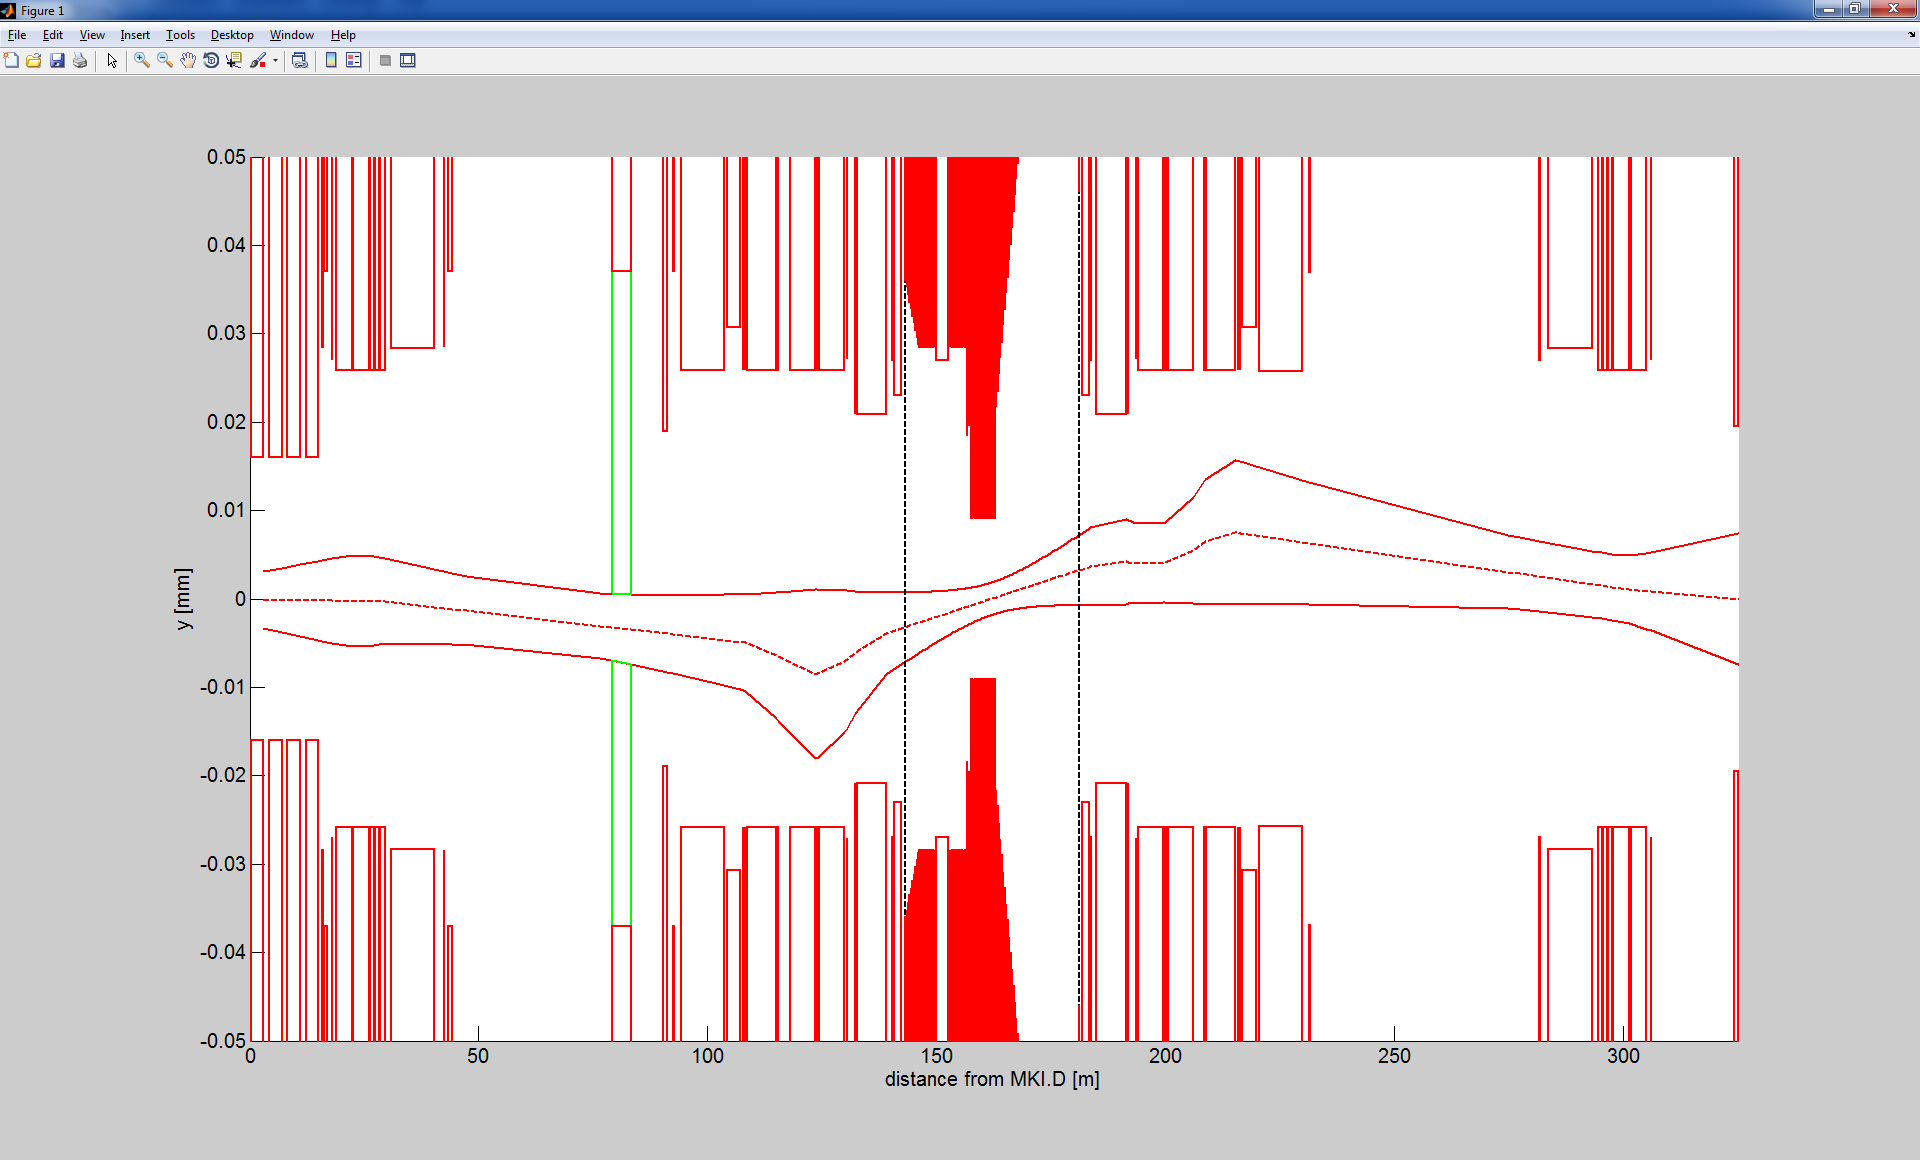 Figure 1
File Edit View Insert Tools Desktop Window Help
0.05
0.04
0.03
0.02
0.01
0
-0.01
-0.02
-0.03
-0.04
-0.05
y [mm]
0 50 100 150 200 250 300
distance from MKI.D [m]